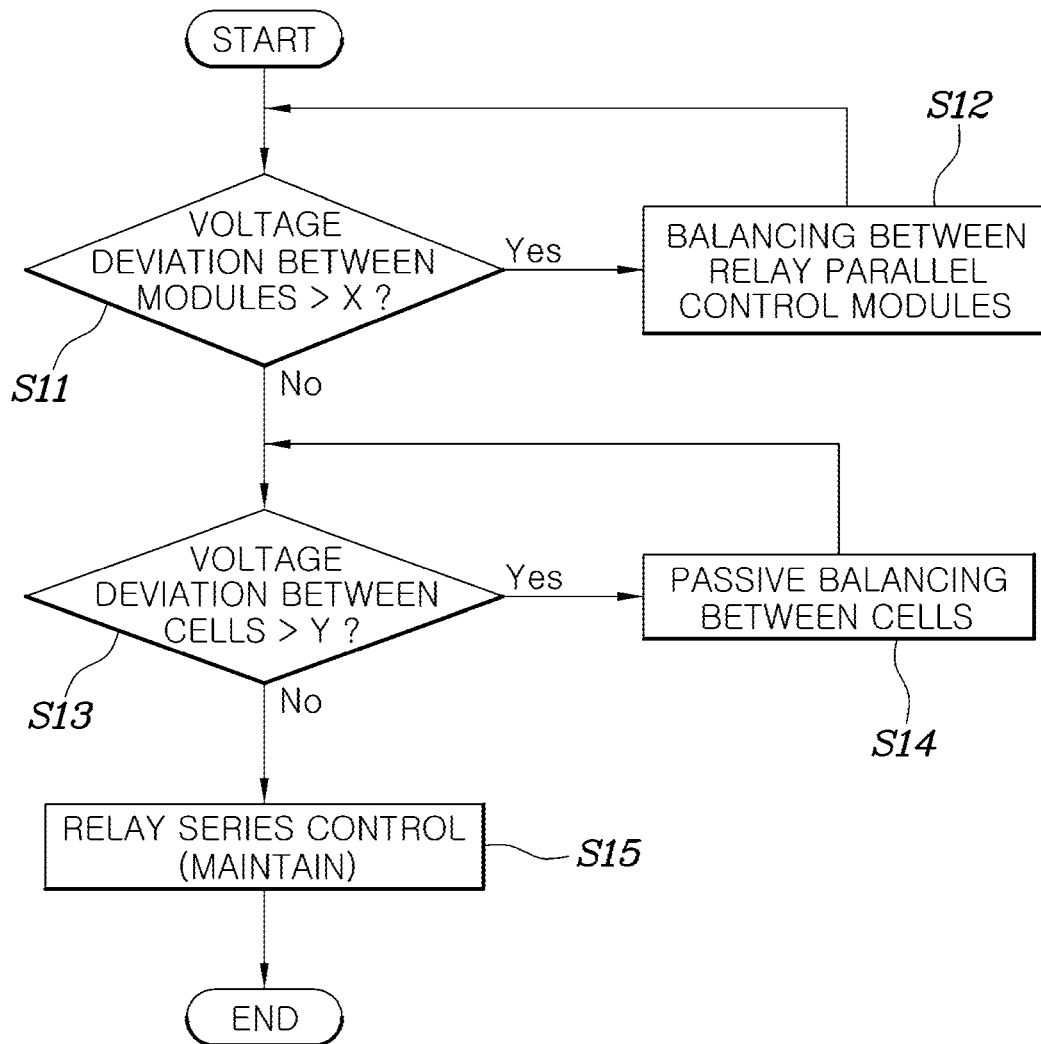 START
S12
VOLTAGE
DEVIATION BETWEEN
MODULES > X ?
Yes
BALANCING BETWEEN
RELAY PARALLEL
CONTROL MODULES
S11
No
VOLTAGE
DEVIATION BETWEEN
CELLS > Y ?
Yes
PASSIVE BALANCING
BETWEEN CELLS
S13
No
S14
RELAY SERIES CONTROL
(MAINTAIN)
S15
END